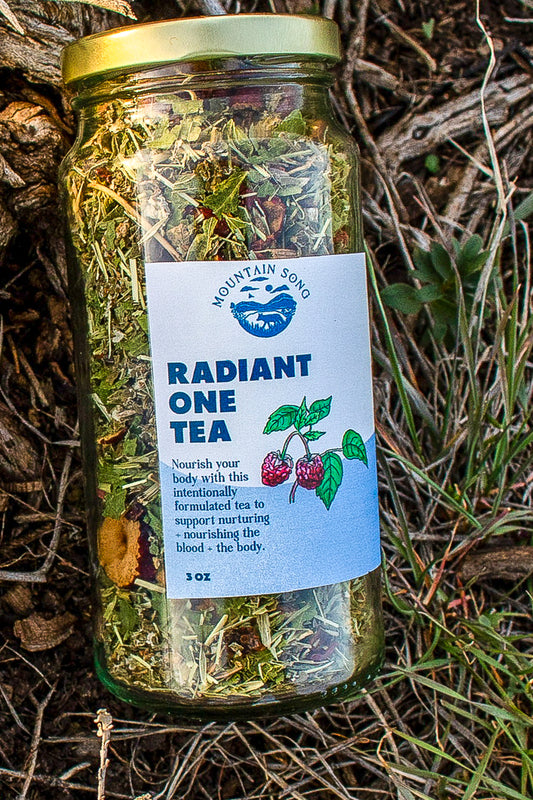 MOUNTAIN SONG
RADIANT
ONE
TEA
Nourish your
body with this
intentionally
formulated tea to
support nurturing
+ nourishing the
blood + the body.
3 OZ